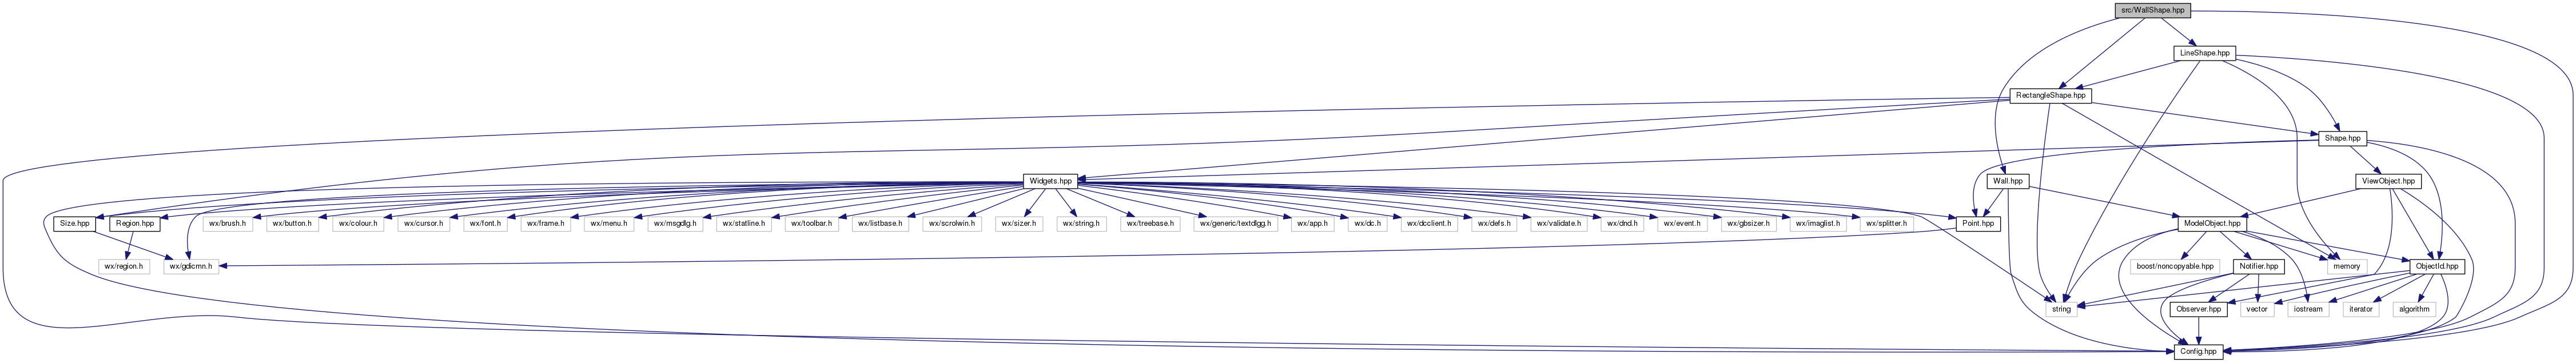 src/WallShape.hpp
LineShape.hpp
RectangleShape.hpp
Shape.hpp
Widgets.hpp
Wall.hpp
ViewObject.hpp
Size.hpp
Region.hpp
wx/brush.h
wx/button.h
wx/colour.h
wx/cursor.h
wx/font.h
wx/frame.h
wx/menu.h
wx/msgdlg.h
wx/statline.h
wx/toolbar.h
wx/listbase.h
wx/scrolwin.h
wx/sizer.h
wx/string.h
wx/treebase.h
wx/generic/textdlgg.h
wx/app.h
wx/dc.h
wx/dcclient.h
wx/defs.h
wx/validate.h
wx/dnd.h
wx/event.h
wx/gbsizer.h
wx/imaglist.h
wx/splitter.h
Point.hpp
ModelObject.hpp
wx/region.h
wx/gdicmn.h
boost/noncopyable.hpp
Notifier.hpp
memory
ObjectId.hpp
string
Observer.hpp
vector
iostream
iterator
algorithm
Config.hpp